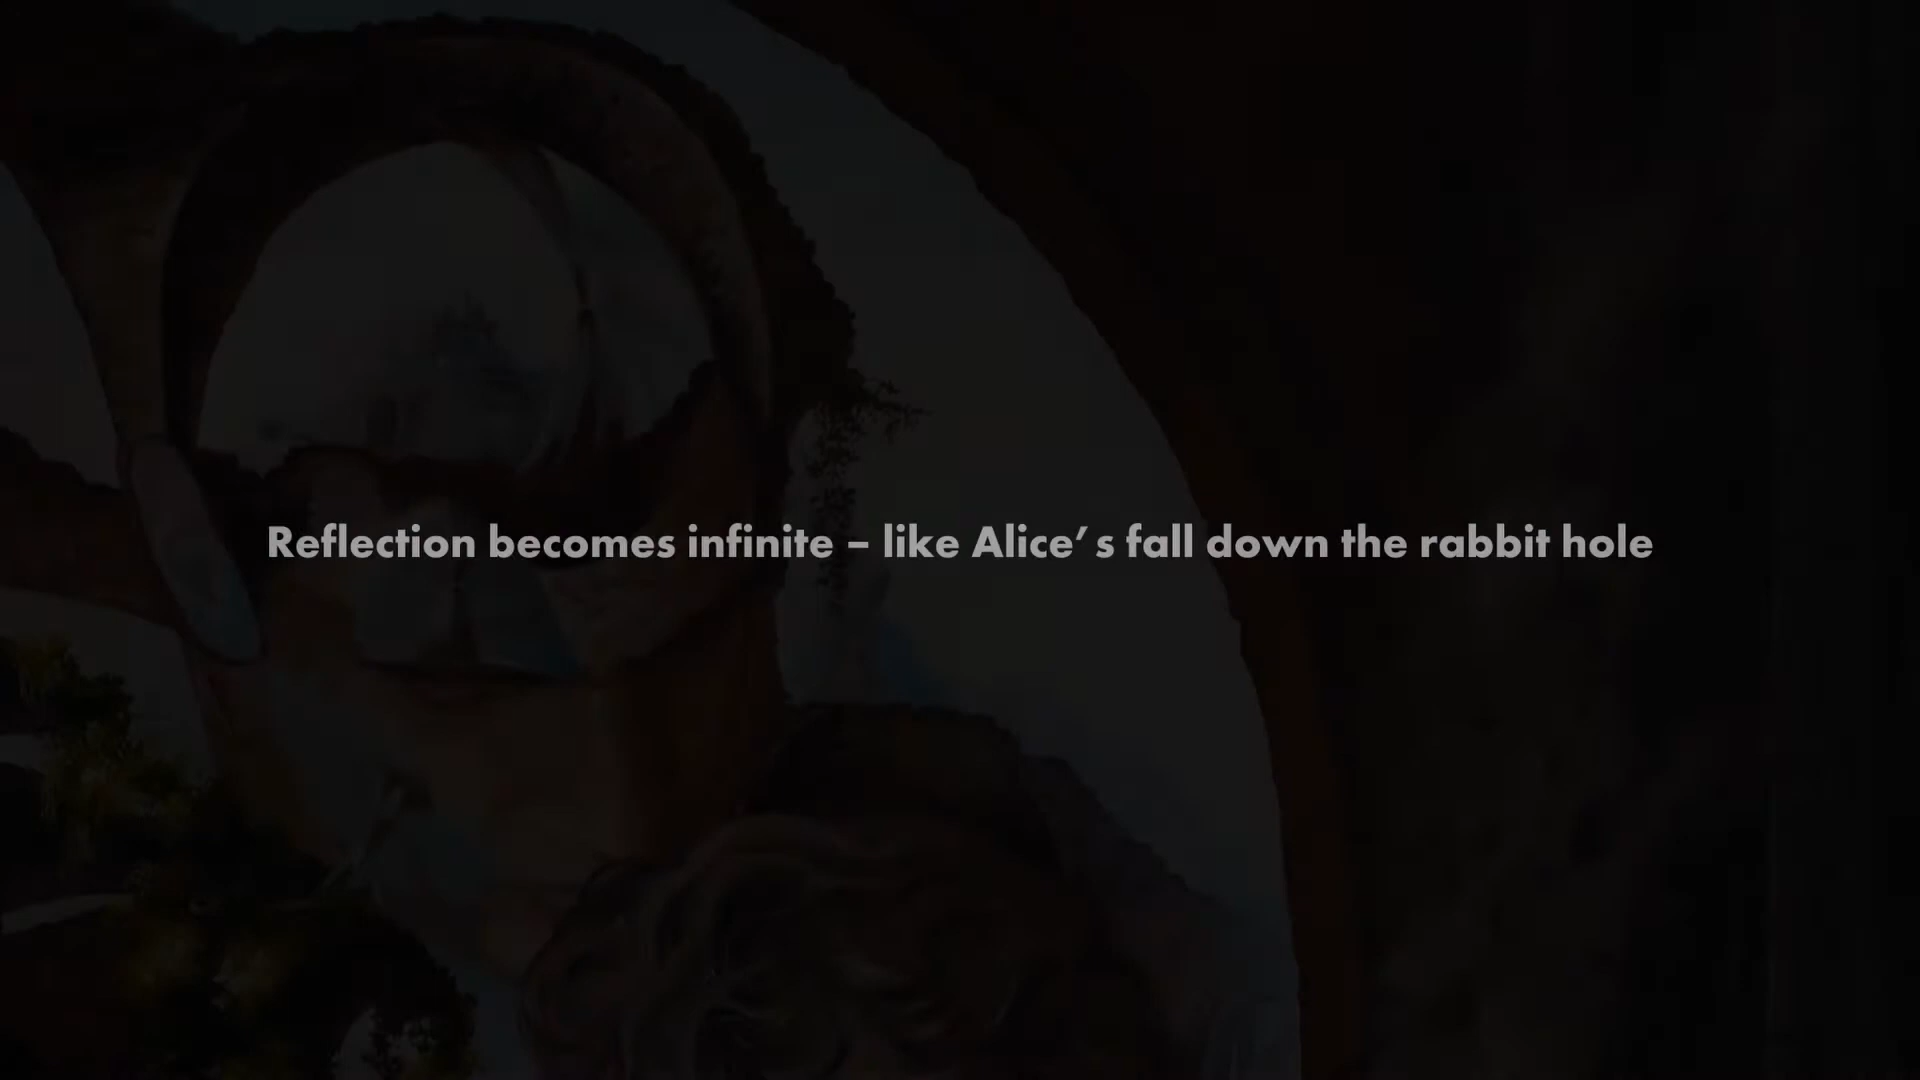 Reflection becomes infinite – like Alice’s fall down the rabbit hole